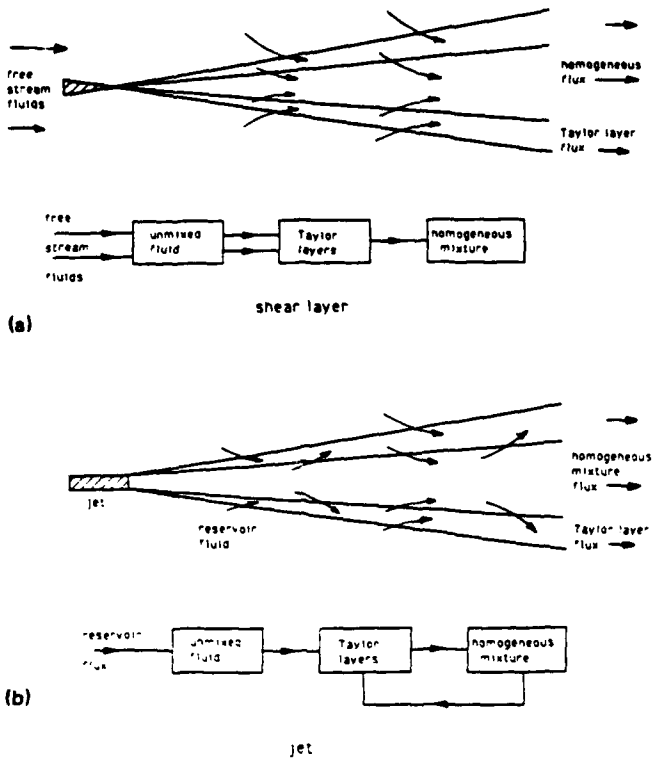 free
stream
fluids
homogeneous
flux
Taylor layer
flux
free
stream
fluids
unmixed
fluid
Taylor
layers
homogeneous
mixture
shear layer
(a)
jet
reservoir
fluid
homogeneous
mixture
flux
Taylor layer
flux
reservoir
flux
unmixed
fluid
Taylor
layers
homogeneous
mixture
(b)
jet